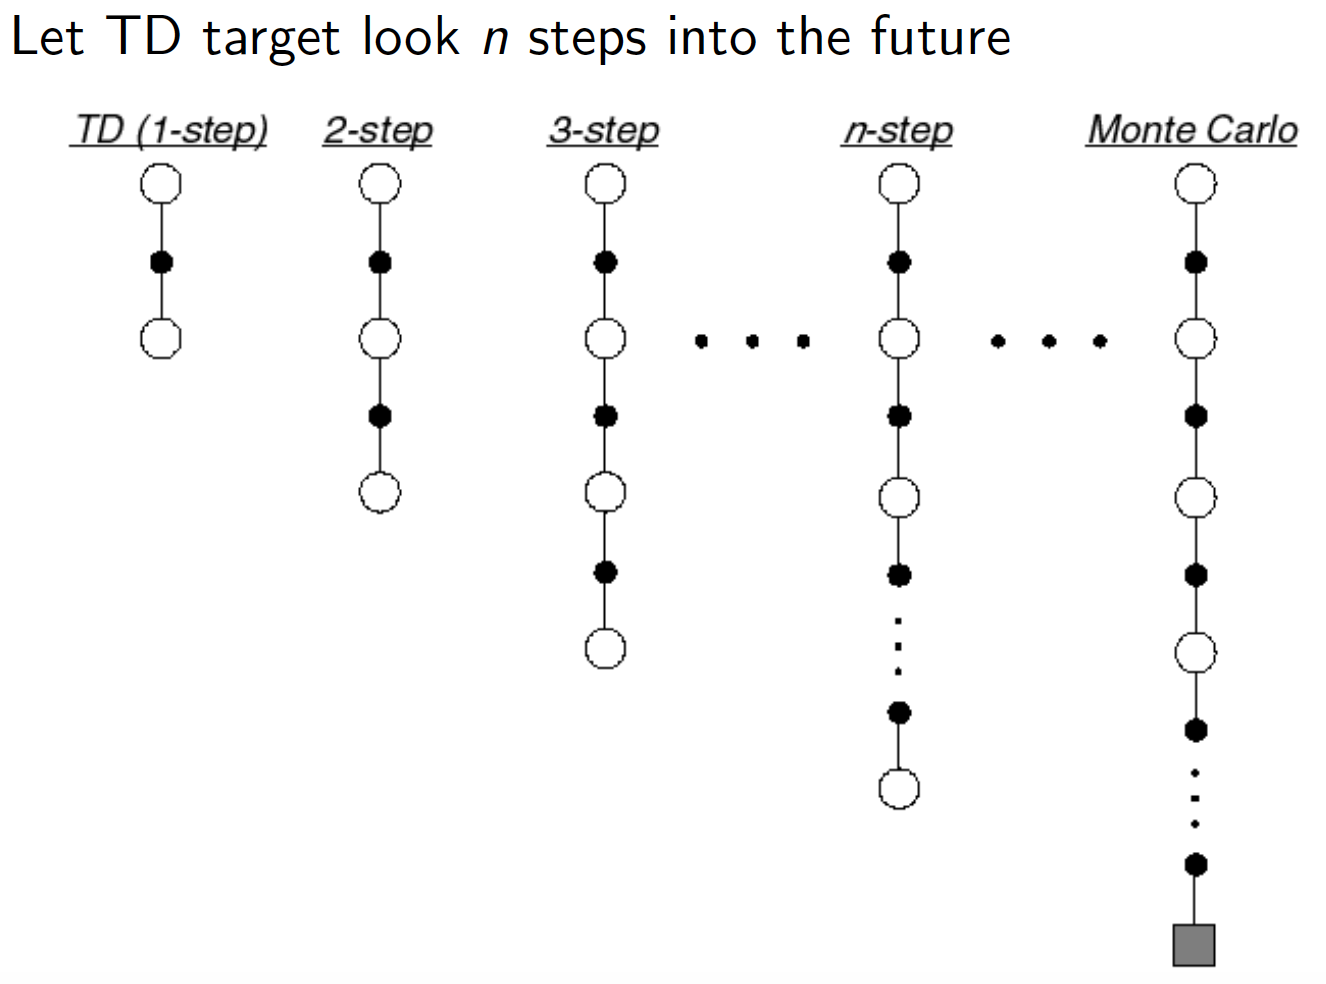 Let TD target look n steps into the future
TD (1-step) 2-step 3-step n-step Monte Carlo